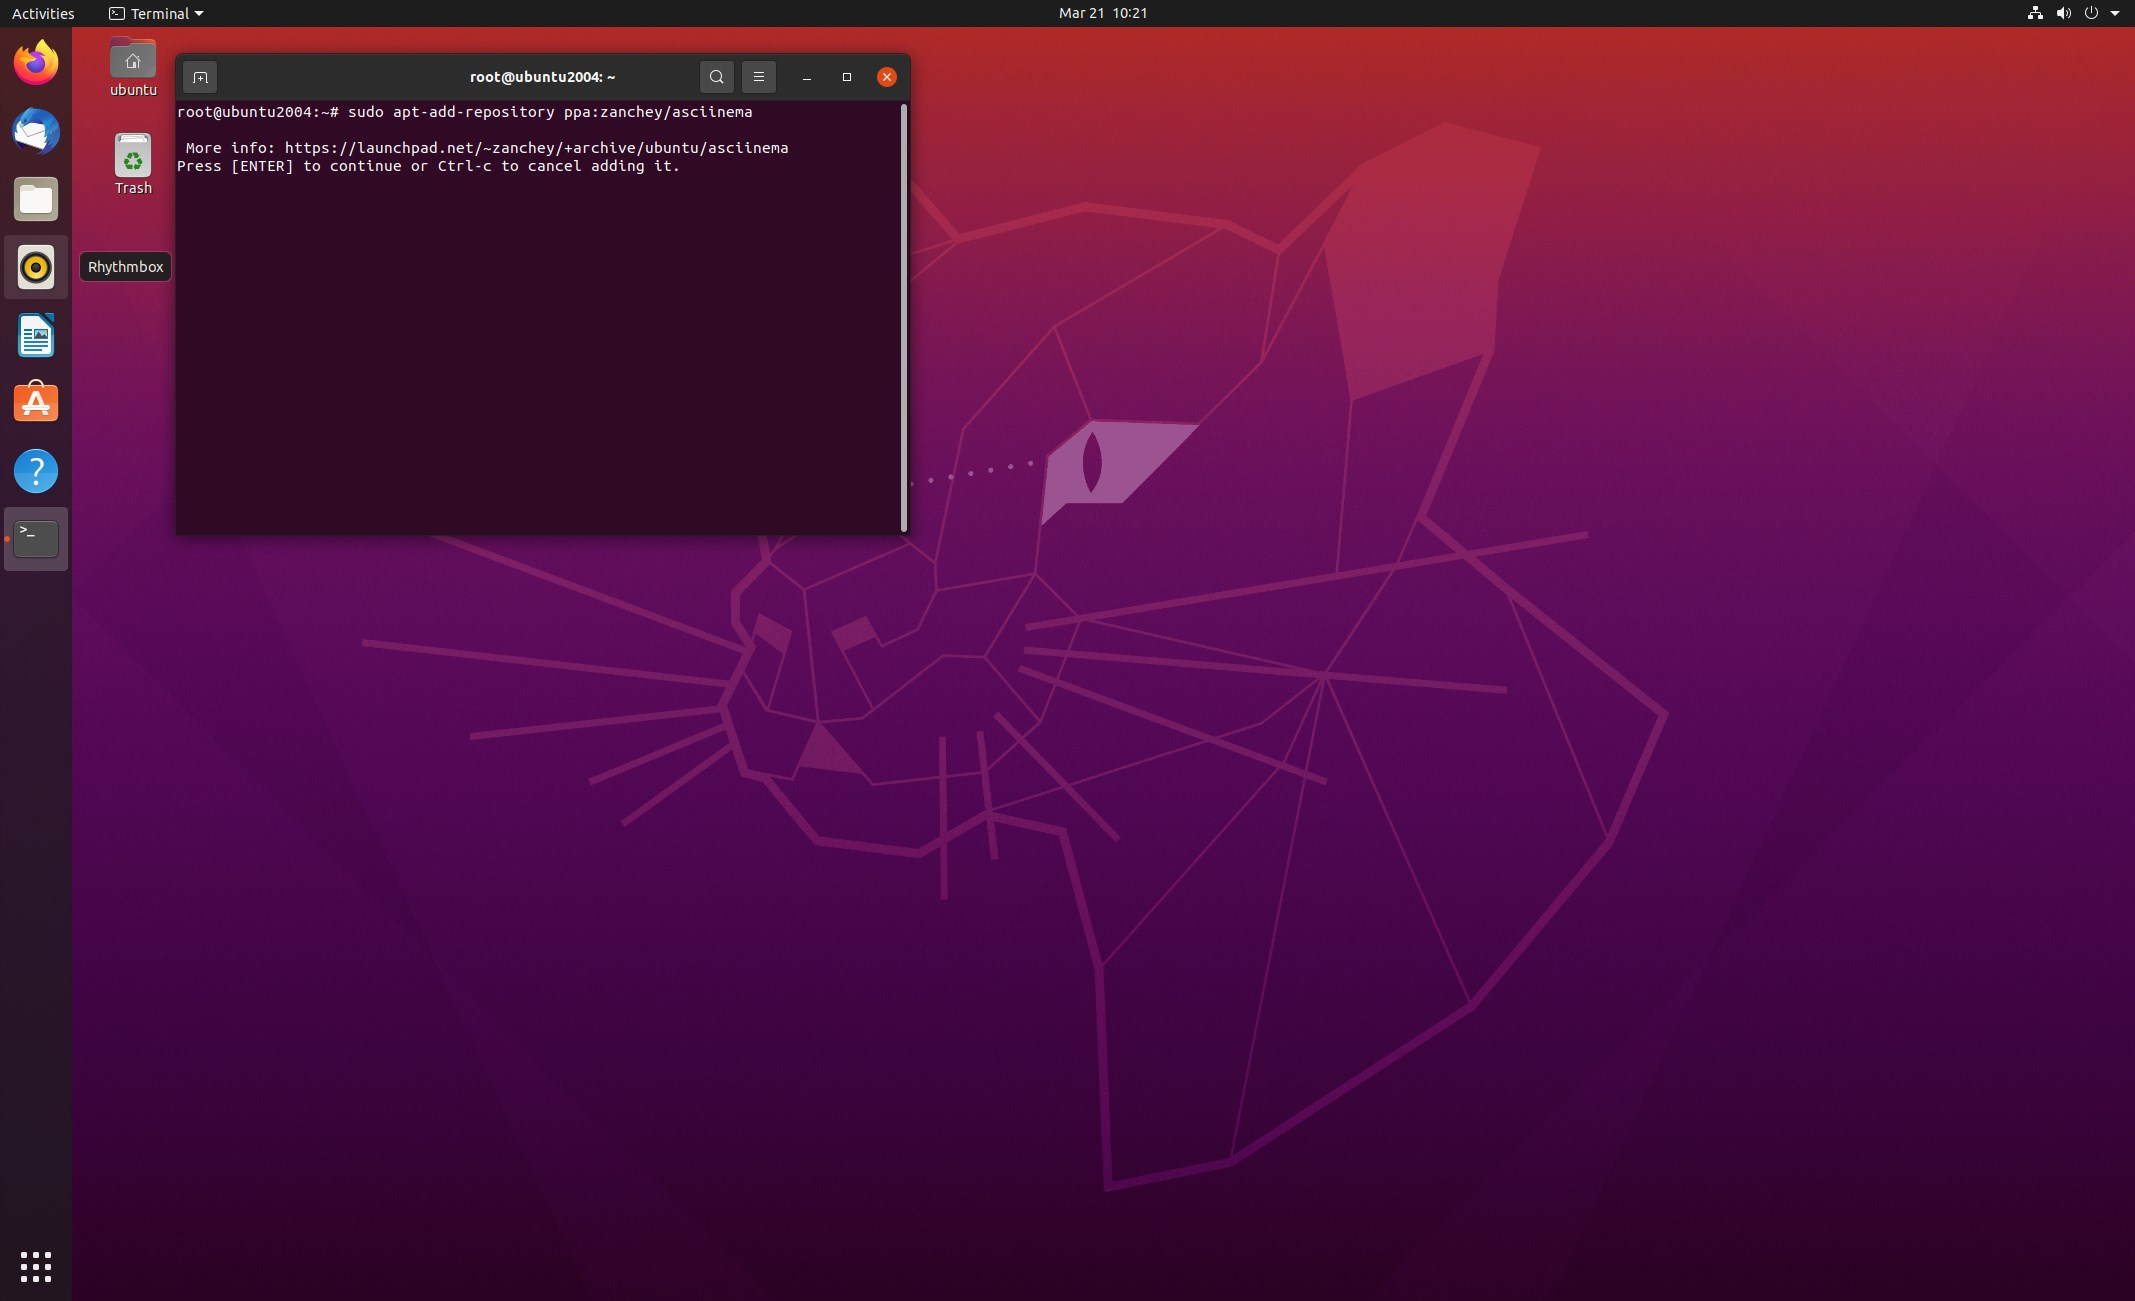 Activities
Terminal
Mar 21 10:21
ubuntu
Trash
Rhythmbox
root@ubuntu2004: ~
root@ubuntu2004:~# sudo apt-add-repository ppa:zanchey/asciinema
More info: https://launchpad.net/~zanchey/+archive/ubuntu/asciinema
Press [ENTER] to continue or Ctrl-c to cancel adding it.